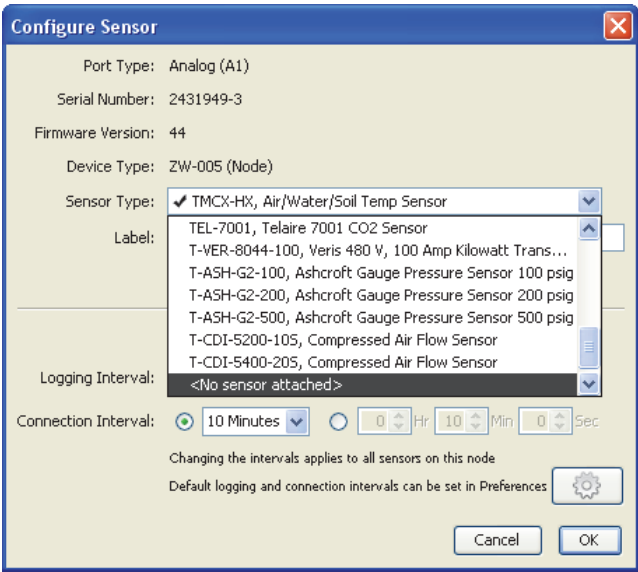 Configure Sensor
Port Type: Analog (A1)
Serial Number: 2431949-3
Firmware Version: 44
Device Type: ZW-005 (Node)
Sensor Type: ✔ TMCX-HX, Air/Water/Soil Temp Sensor
TEL-7001, Telaire 7001 CO2 Sensor
Label:
T-VER-8044-100, Veris 480 V, 100 Amp Kilowatt Trans...
T-ASH-G2-100, Ashcroft Gauge Pressure Sensor 100 psig
T-ASH-G2-200, Ashcroft Gauge Pressure Sensor 200 psig
T-ASH-G2-500, Ashcroft Gauge Pressure Sensor 500 psig
T-CDI-5200-10S, Compressed Air Flow Sensor
T-CDI-5400-20S, Compressed Air Flow Sensor
Logging Interval:
<No sensor attached>
Connection Interval: 10 Minutes 0 Hr 10 Min 0 Sec
Changing the intervals applies to all sensors on this node
Default logging and connection intervals can be set in Preferences
Cancel OK